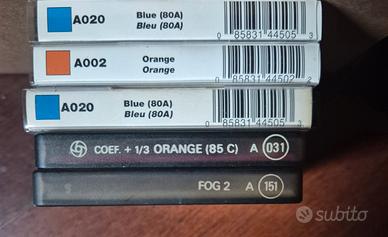 A020 Blue (80A)
Bleu (80A)
0 85831 44505 3
A002 Orange
Orange
0 85831 44502 2
A020 Blue (80A)
Bleu (80A)
0 85831 44505 3
COEF. + 1/3 ORANGE (85 C) A 031
FOG 2 A 151
subito